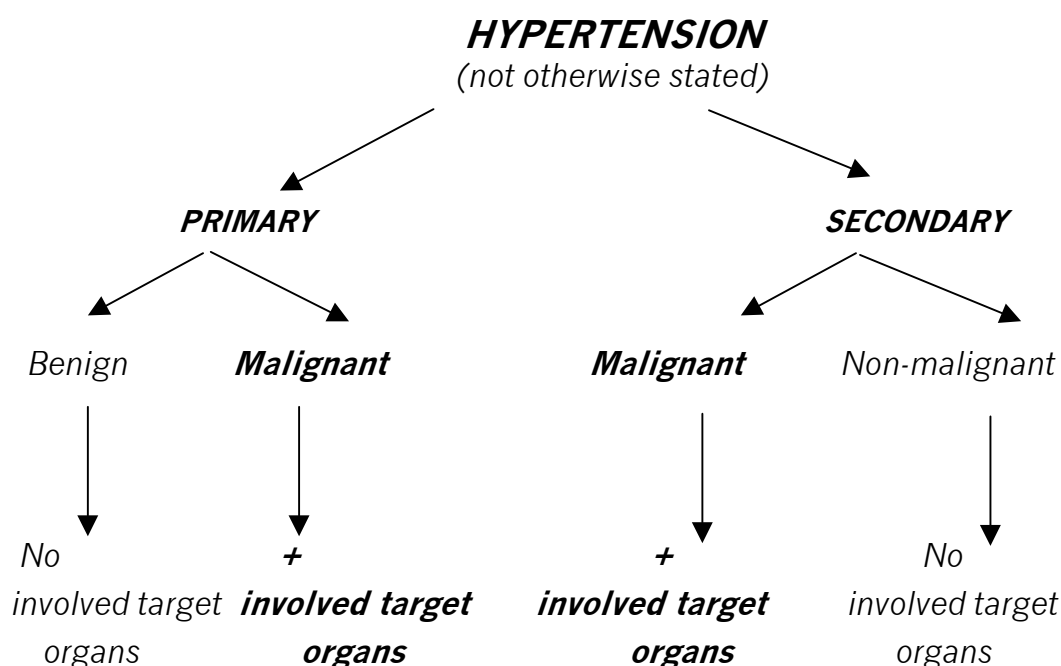 HYPERTENSION
(not otherwise stated)
PRIMARY
SECONDARY
Benign
Malignant
Malignant
Non-malignant
No
involved target
organs
+
involved target
organs
+
involved target
organs
No
involved target
organs